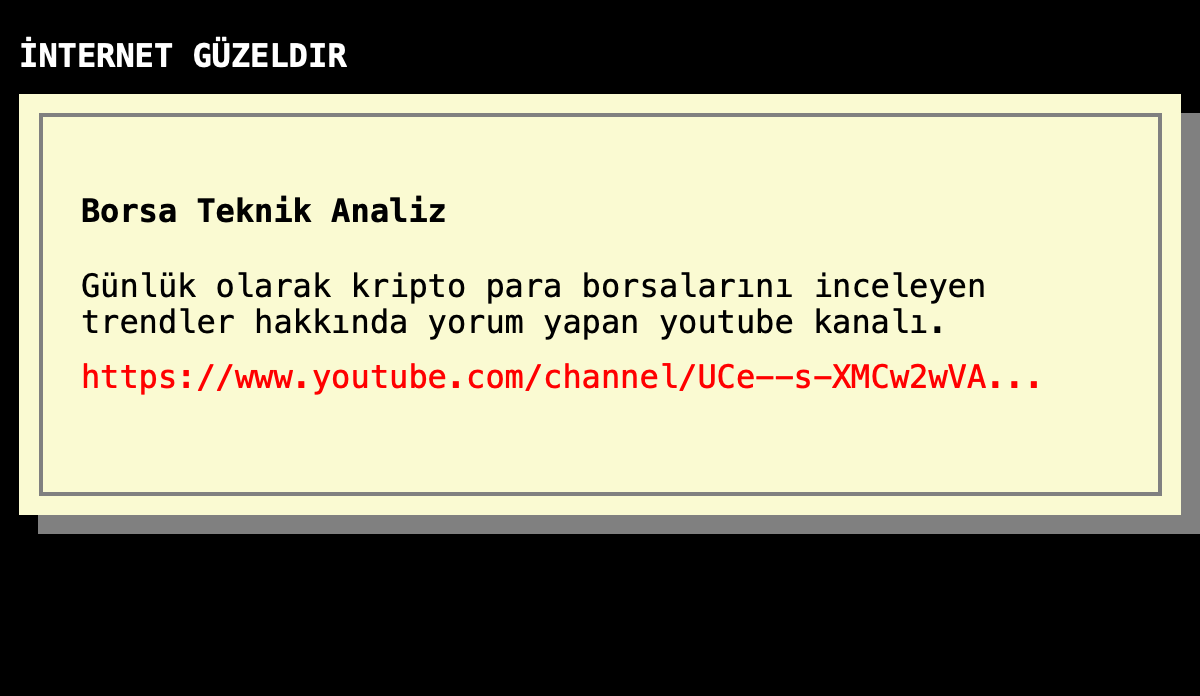 İNTERNET GÜZELDIR
Borsa Teknik Analiz
Günlük olarak kripto para borsalarını inceleyen
trendler hakkında yorum yapan youtube kanalı.
https://www.youtube.com/channel/UCe--s-XMCw2wVA...